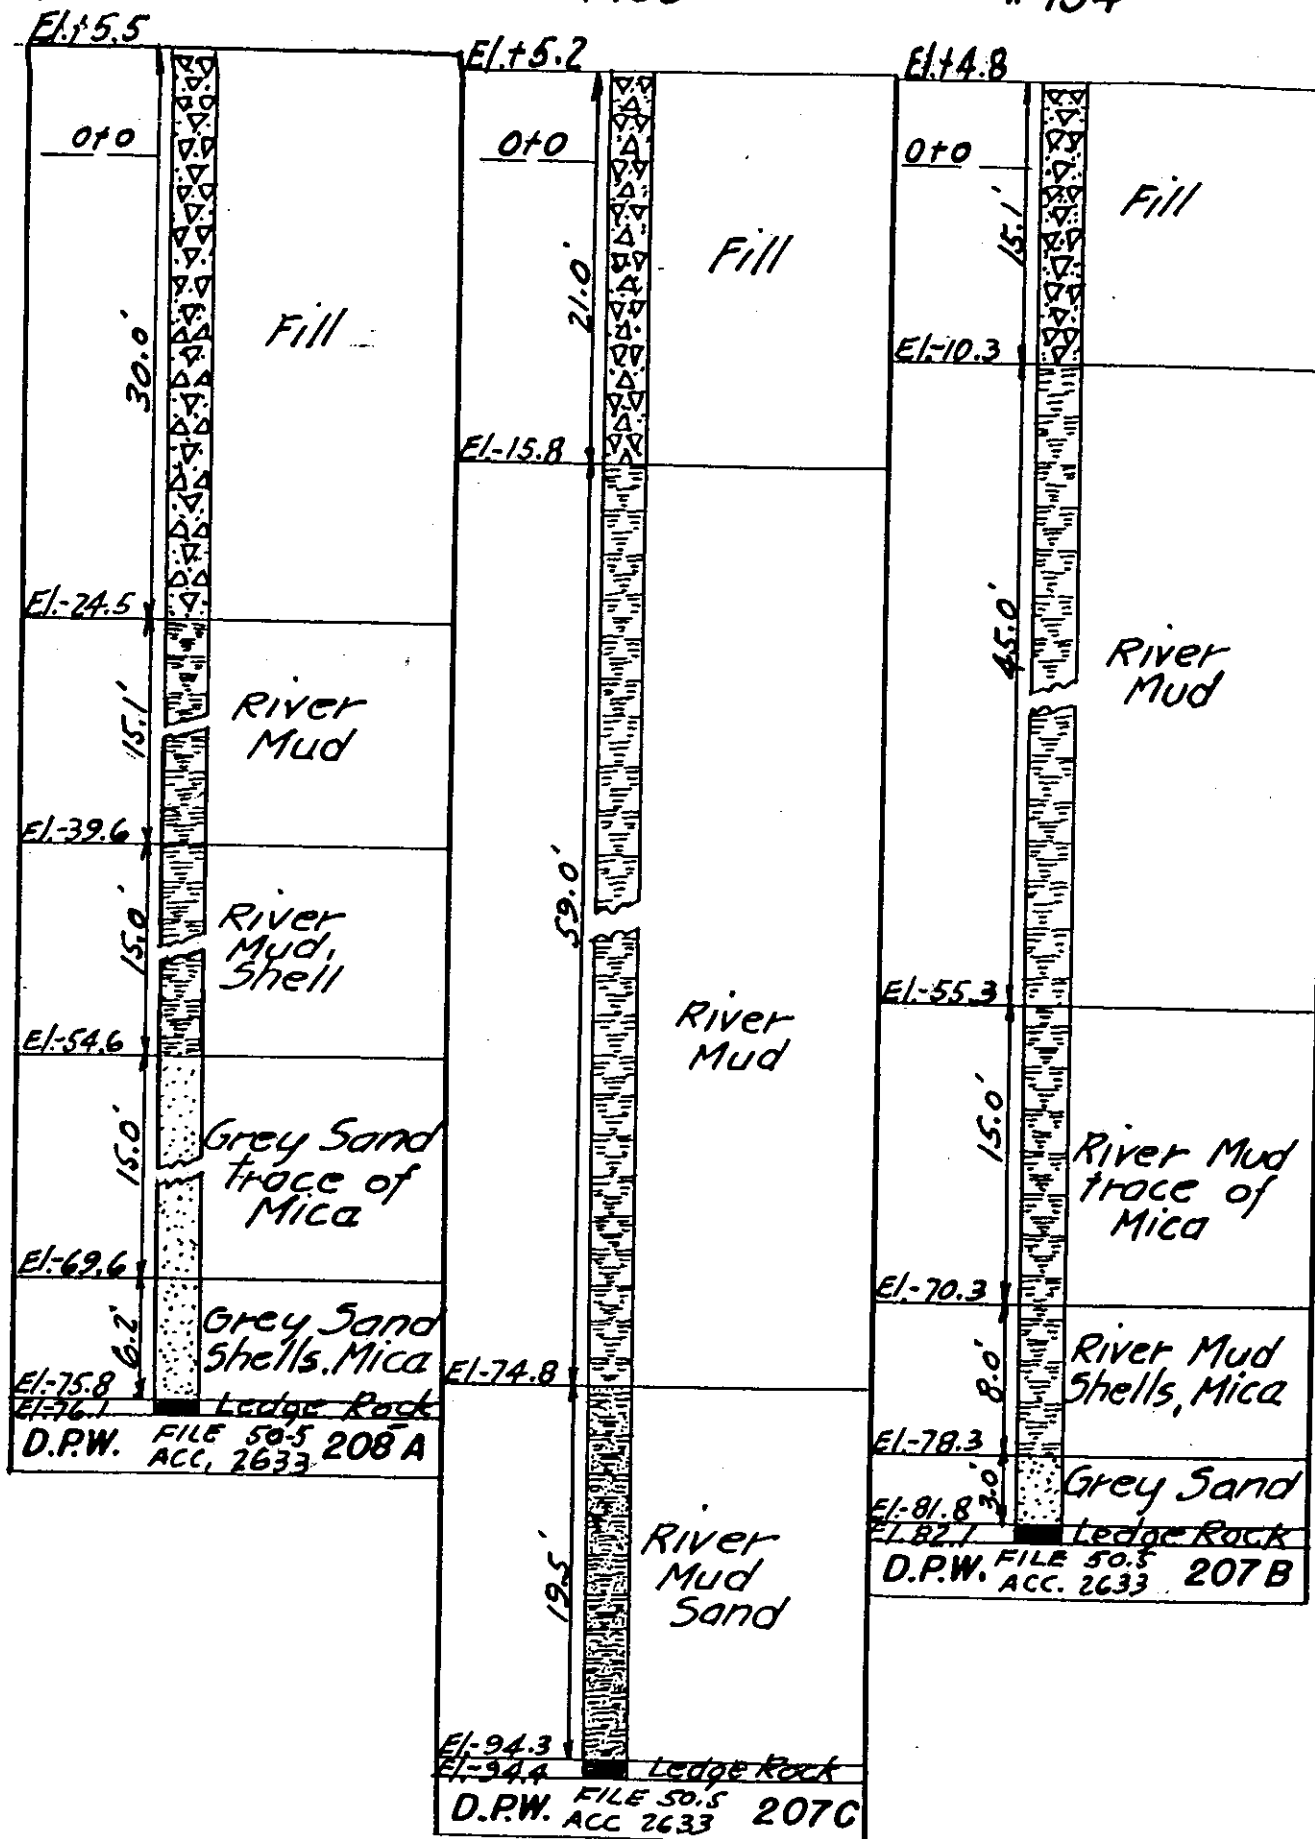 El.+5.5
0+0
30.0'
Fill
El.-24.5
15.1'
River
Mud
El.-39.6
15.0'
River
Mud,
Shell
El.-54.6
15.0'
Grey Sand
trace of
Mica
El.-69.6
6.2'
Grey Sand
Shells, Mica
El.-75.8
El.-76.1
Ledge Rock
D.P.W.
FILE 50.5
ACC. 2633
208 A
El.+5.2
0+0
21.0'
Fill
El.-15.8
59.0'
River
Mud
El.-74.8
19.5'
River
Mud
Sand
El.-94.3
El.-94.4
Ledge Rock
D.P.W.
FILE 50.5
ACC 2633
207 C
El.+4.8
0+0
15.1'
Fill
El.-10.3
45.0'
River
Mud
El.-55.3
15.0'
River Mud
trace of
Mica
El.-70.3
8.0'
River Mud
Shells, Mica
El.-78.3
3.0'
Grey Sand
El.-81.8
El.82.1
Ledge Rock
D.P.W.
FILE 50.5
ACC. 2633
207 B